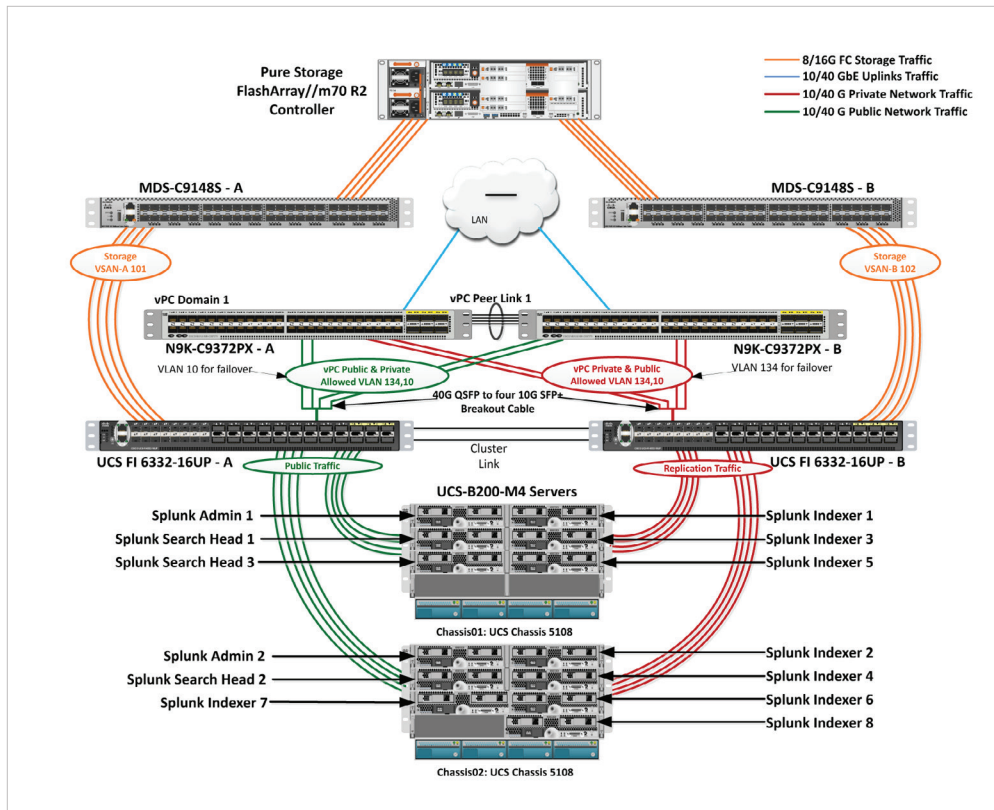 Pure Storage
FlashArray//m70 R2
Controller
8/16G FC Storage Traffic
10/40 GbE Uplinks Traffic
10/40 G Private Network Traffic
10/40 G Public Network Traffic
MDS-C9148S - A
MDS-C9148S - B
LAN
Storage
VSAN-A 101
Storage
VSAN-B 102
vPC Domain 1
vPC Peer Link 1
N9K-C9372PX - A
N9K-C9372PX - B
VLAN 10 for failover
vPC Public & Private
Allowed VLAN 134,10
vPC Private & Public
Allowed VLAN 134,10
VLAN 134 for failover
40G QSFP to four 10G SFP+
Breakout Cable
UCS FI 6332-16UP - A
Cluster
Link
UCS FI 6332-16UP - B
Public Traffic
Replication Traffic
UCS-B200-M4 Servers
Splunk Admin 1
Splunk Indexer 1
Splunk Search Head 1
Splunk Indexer 3
Splunk Search Head 3
Splunk Indexer 5
Chassis01: UCS Chassis 5108
Splunk Admin 2
Splunk Indexer 2
Splunk Search Head 2
Splunk Indexer 4
Splunk Indexer 7
Splunk Indexer 6
Splunk Indexer 8
Chassis02: UCS Chassis 5108